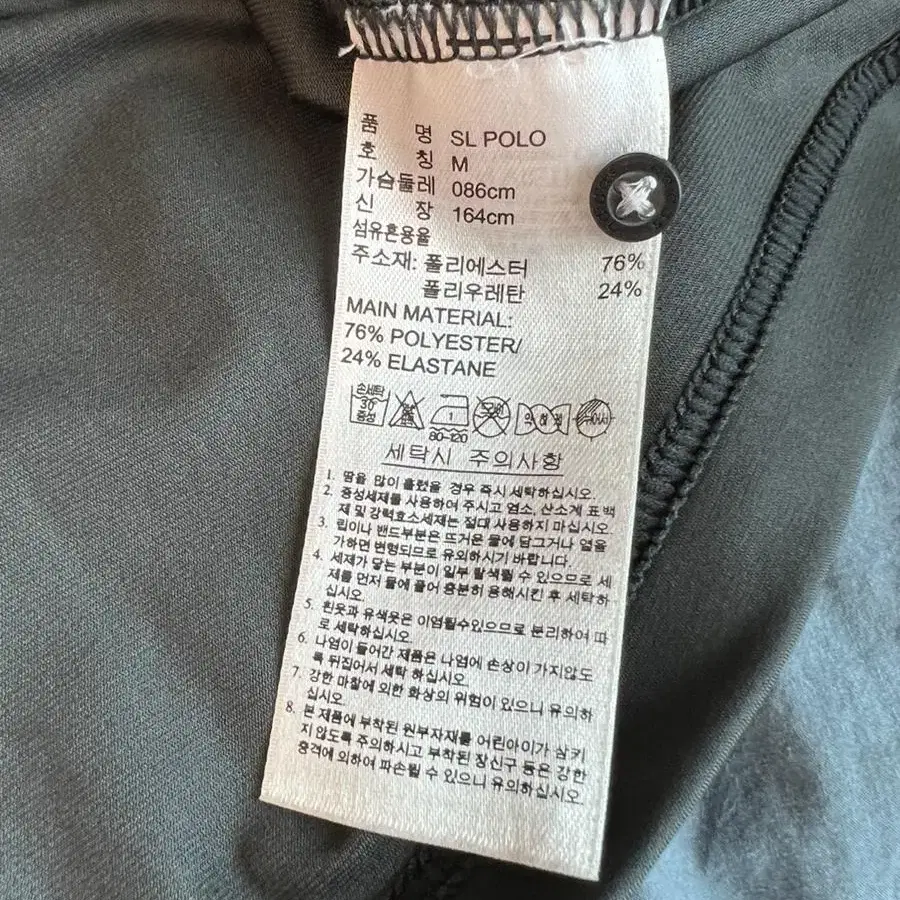 품 명 SL POLO
호 칭 M
가슴둘레 086cm
신 장 164cm
섬유혼용율
주소재: 폴리에스터 76%
폴리우레탄 24%
MAIN MATERIAL:
76% POLYESTER/
24% ELASTANE
손세탁
30
중성
1
80-120
약하게
세탁시 주의사항
1. 땀을 많이 흘렸을 경우 즉시 세탁하십시오.
2. 중성세제를 사용하여 주시고 염소, 산소계 표백
제 및 강력효소세제는 절대 사용하지 마십시오
3. 립이나 밴드부분은 뜨거운 물에 담그거나 열을
가하면 변형되므로 유의하시기 바랍니다.
4. 세제가 닿는 부분이 일부 탈색될 수 있으므로 세
제를 먼저 물에 풀어 충분히 용해시킨 후 세탁하
십시오.
5. 흰옷과 유색옷은 이염될수있으므로 분리하여 따
로 세탁하십시오.
6. 나염이 들어간 제품은 나염에 손상이 가지않도
록 뒤집어서 세탁 하십시오.
7. 강한 마찰에 의한 화상의 위험이 있으니 유의하
십시오.
8. 본 제품에 부착된 원부자재를 어린아이가 삼키
지 않도록 주의하시고 부착된 장신구 등은 강한
충격에 의하여 파손될 수 있으니 유의하십시오.